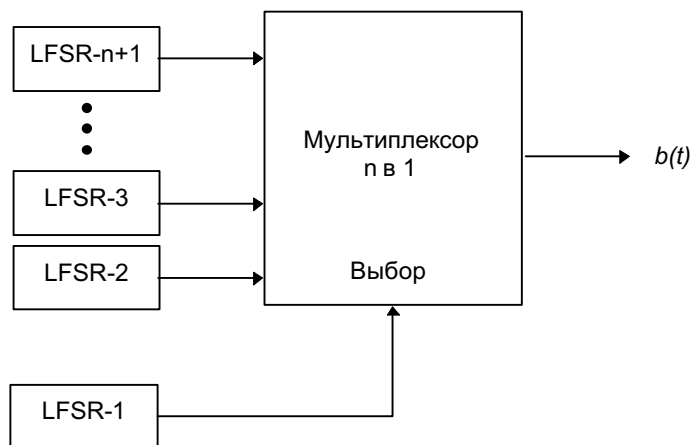 LFSR-n+1
Мультиплексор
n в 1
b(t)
LFSR-3
LFSR-2
Выбор
LFSR-1